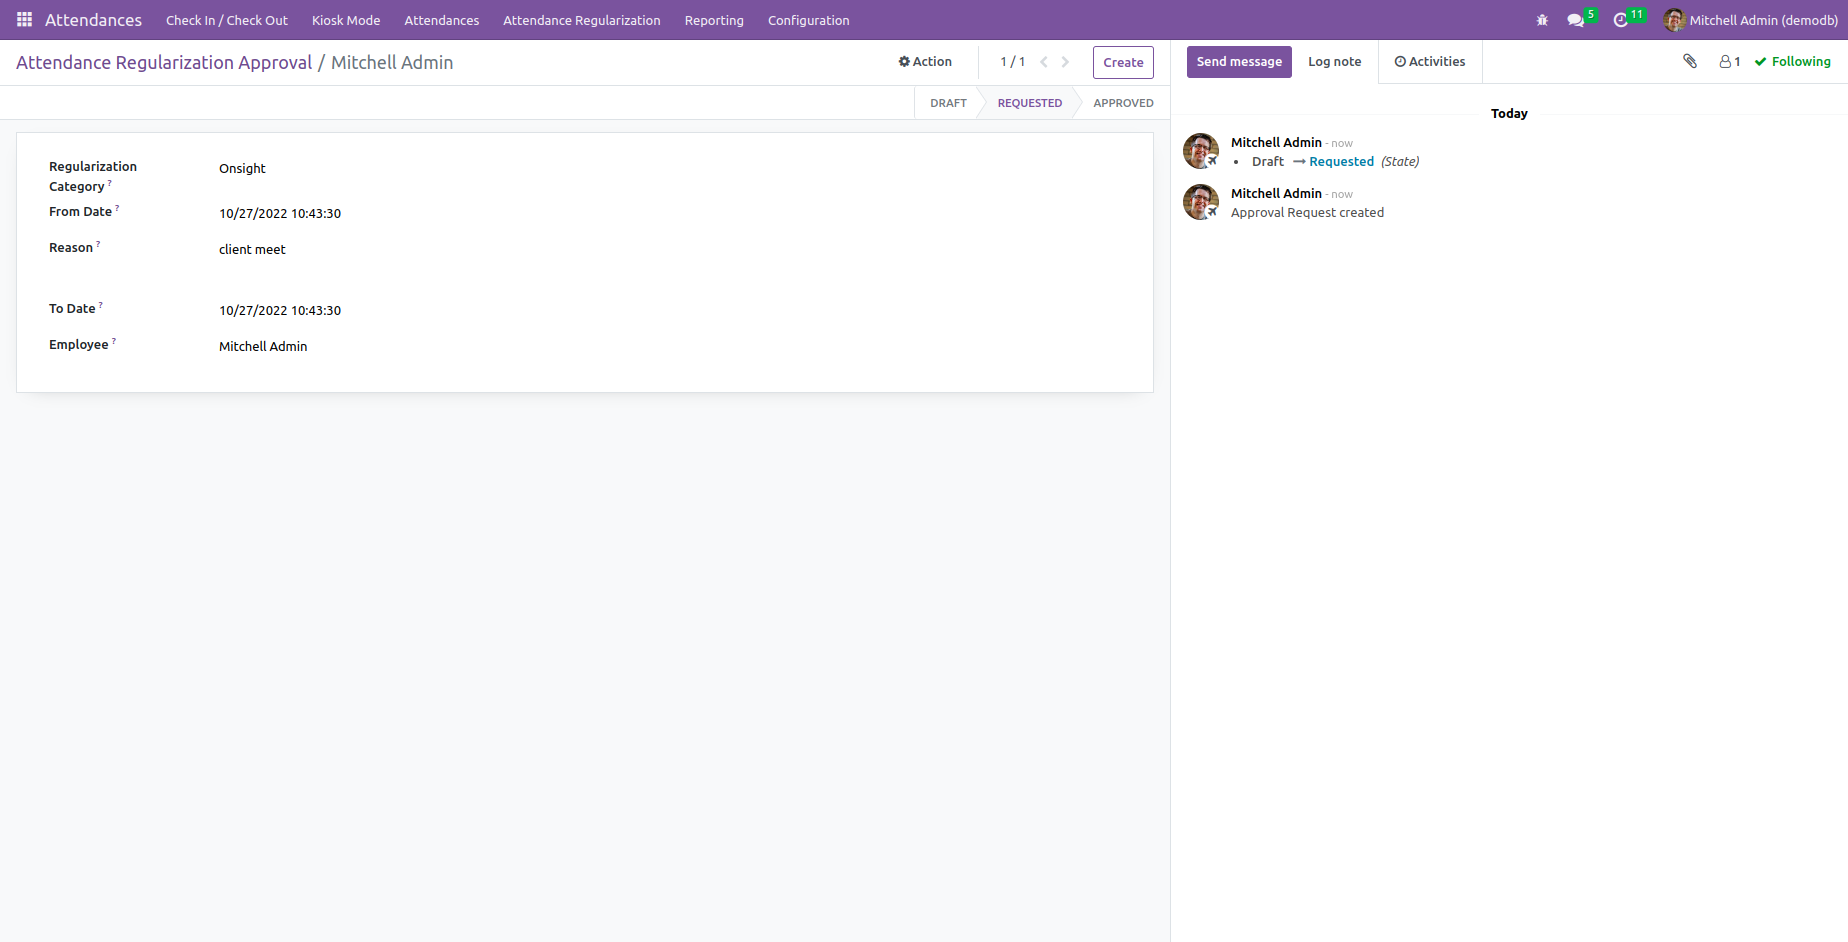 Attendances Check In / Check Out Kiosk Mode Attendances Attendance Regularization Reporting Configuration 5 11 Mitchell Admin (demodb)
Attendance Regularization Approval / Mitchell Admin Action 1 / 1 Create Send message Log note Activities 1 Following
DRAFT REQUESTED APPROVED
Today
Regularization Category ? Onsight
From Date ? 10/27/2022 10:43:30
Reason ? client meet
To Date ? 10/27/2022 10:43:30
Employee ? Mitchell Admin
Mitchell Admin - now
• Draft → Requested (State)
Mitchell Admin - now
Approval Request created